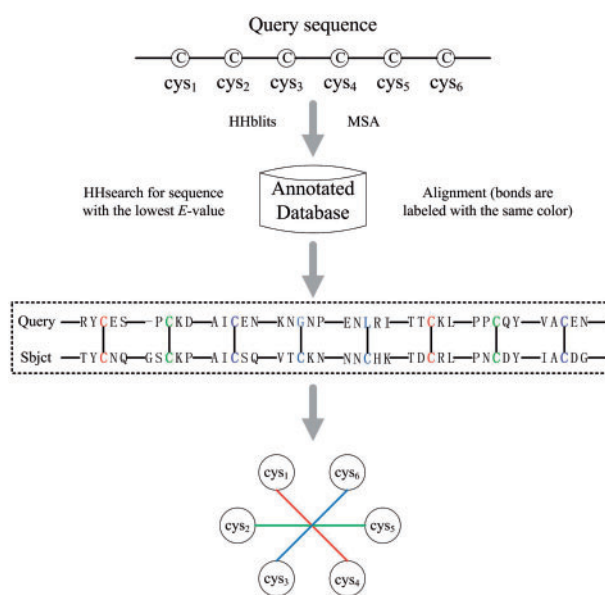 Query sequence
C C C C C C
cys1 cys2 cys3 cys4 cys5 cys6
HHblits MSA
HHsearch for sequence
with the lowest E-value
Annotated
Database
Alignment (bonds are
labeled with the same color)
Query RYCES -PCKD AICEN KNGNP ENLRI TTCKL PPCQY VACEN
Sbjct TYCNQ GSCKP AICSQ VTCKN NNCHK TDCRL PNCDY IACDG
cys1 cys6
cys2 cys5
cys3 cys4